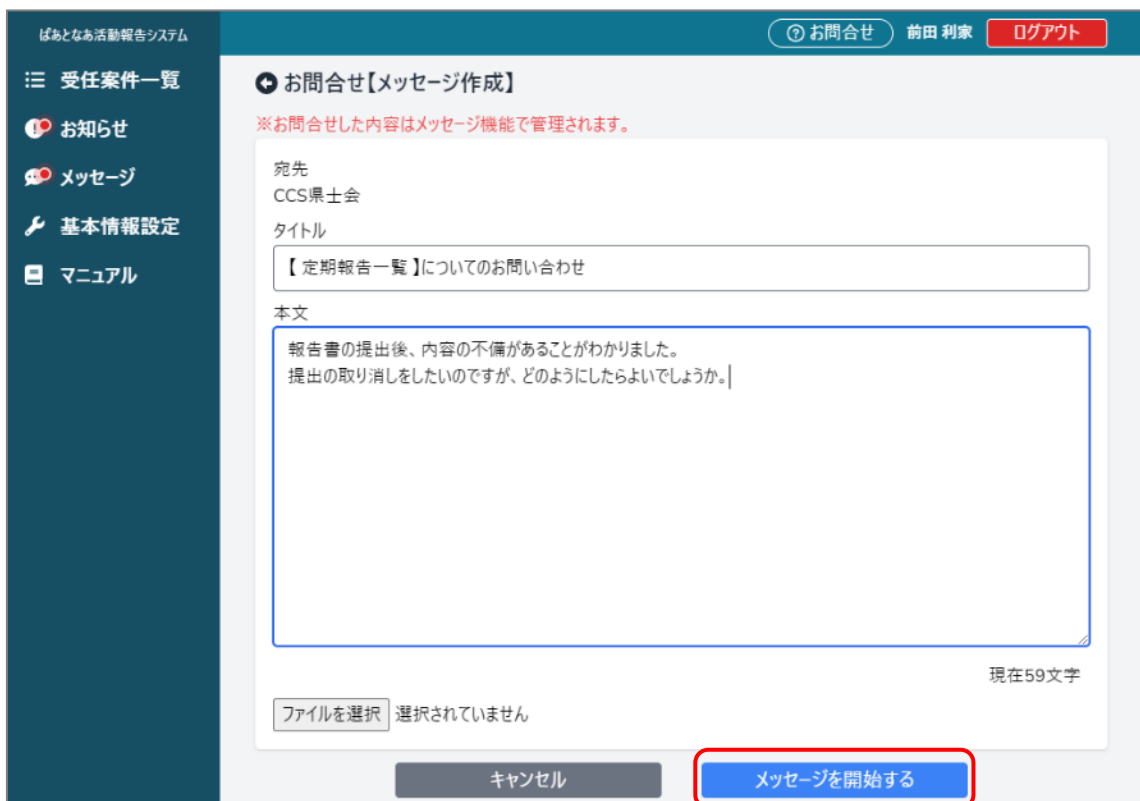 ぱあとなあ活動報告システム
お問合せ 前田 利家 ログアウト
受任案件一覧
お知らせ
メッセージ
基本情報設定
マニュアル
お問合せ【メッセージ作成】
※お問合せした内容はメッセージ機能で管理されます。
宛先
CCS県士会
タイトル
【 定期報告一覧 】についてのお問い合わせ
本文
報告書の提出後、内容の不備があることがわかりました。
提出の取り消しをしたいのですが、どのようにしたらよいでしょうか。
現在59文字
ファイルを選択 選択されていません
キャンセル メッセージを開始する